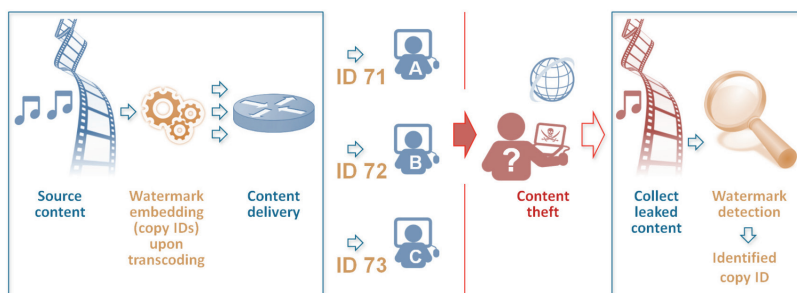 Source
content
Watermark
embedding
(copy IDs)
upon
transcoding
Content
delivery
ID 71
A
ID 72
B
ID 73
C
?
Content
theft
Collect
leaked
content
Watermark
detection
Identified
copy ID